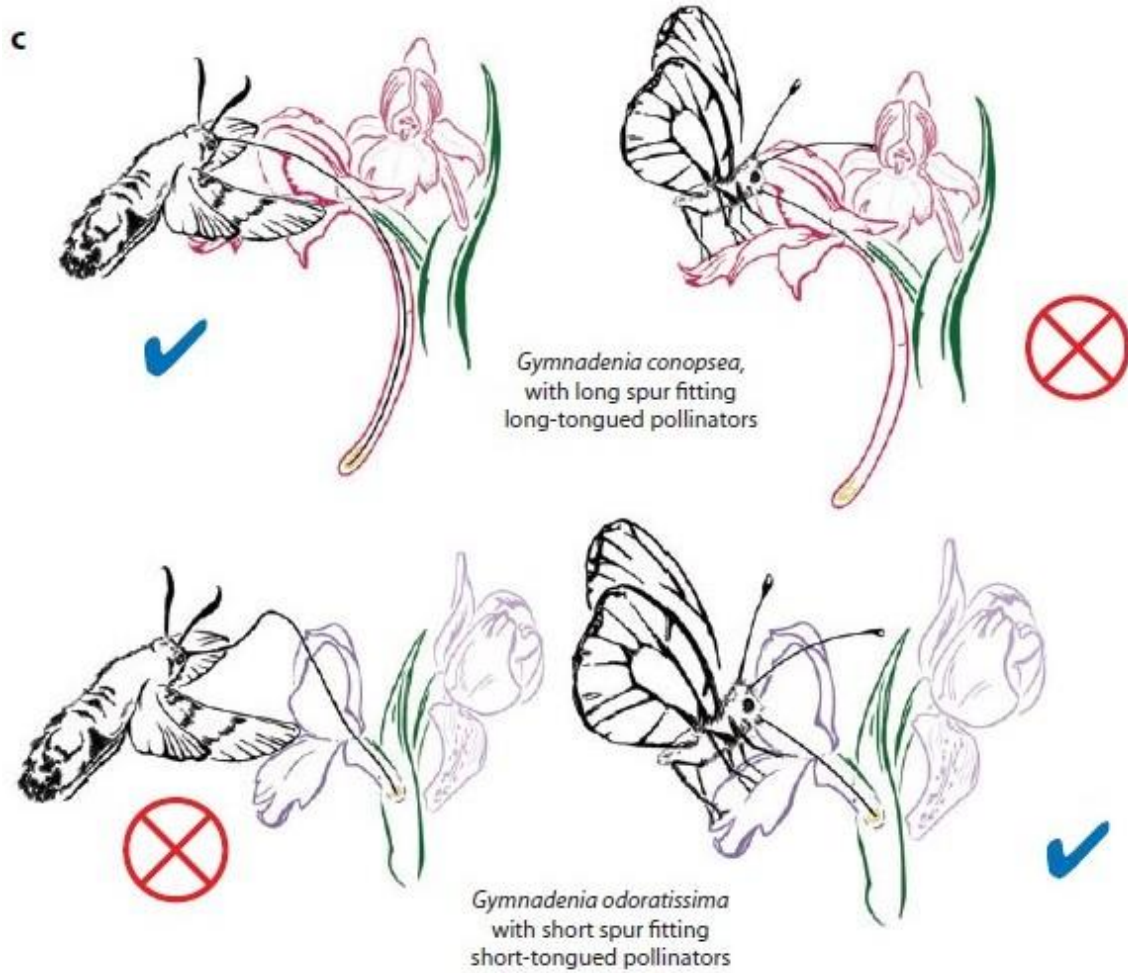 c
Gymnadenia conopsea,
with long spur fitting
long-tongued pollinators
Gymnadenia odoratissima
with short spur fitting
short-tongued pollinators